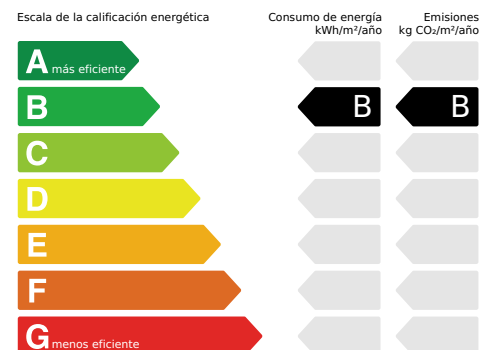 Escala de la calificación energética
Consumo de energía
kWh/m²/año
Emisiones
kg CO₂/m²/año
A más eficiente
B
B
B
C
D
E
F
G menos eficiente